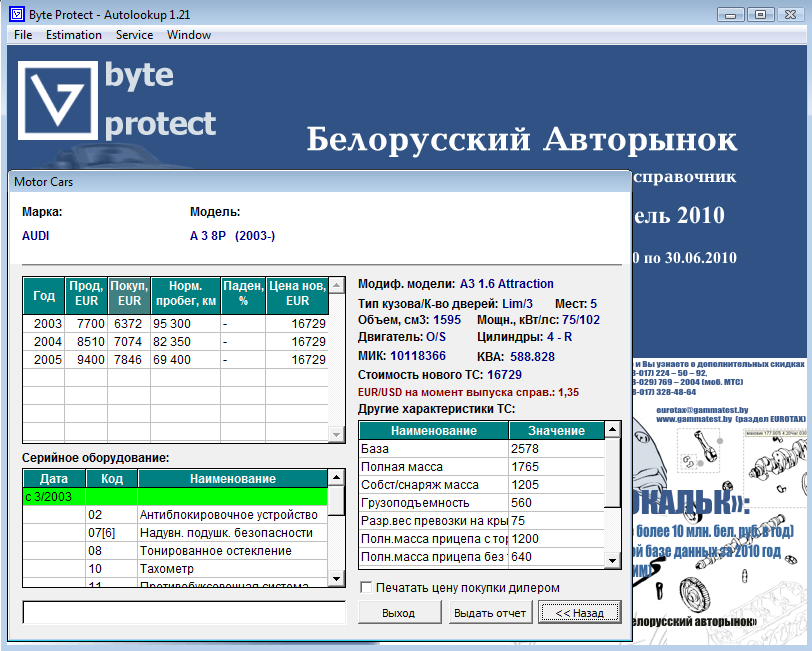 Byte Protect - Autolookup 1.21
File Estimation Service Window
byte
protect
Белорусский Авторынок
справочник
ель 2010
0 по 30.06.2010
Motor Cars
Марка: Модель:
AUDI A 3 8P (2003-)
Год Прод, EUR Покуп, EUR Норм. пробег, км Паден, % Цена нов, EUR
2003 7700 6372 95 300 - 16729
2004 8510 7074 82 350 - 16729
2005 9400 7846 69 400 - 16729
Серийное оборудование:
Дата Код Наименование
с 3/2003
02 Антиблокировочное устройство
07[6] Надувн. подушк. безопасности
08 Тонированное остекление
10 Тахометр
11 Противобуксовочная система
Модиф. модели: A3 1.6 Attraction
Тип кузова/К-во дверей: Lim/3 Мест: 5
Объем, см3: 1595 Мощн., кВт/лс: 75/102
Двигатель: O/S Цилиндры: 4 - R
МИК: 10118366 КВА: 588.828
Стоимость нового ТС: 16729
EUR/USD на момент выпуска справ.: 1,35
Другие характеристики ТС:
Наименование Значение
База 2578
Полная масса 1765
Собст/снаряж масса 1205
Грузоподъемность 560
Разр.вес превозки на кры 75
Полн.масса прицепа с тор 1200
Полн.масса прицепа без 640
Печатать цену покупки дилером
Выход Выдать отчет << Назад
и Вы узнаете о дополнительных скидках
8-017) 224 – 50 – 92,
8-029) 769 – 2004 (моб. МТС)
8-017) 328-48-64
eurotax@gammatest.by
www.gammatest.by (раздел EUROTAX)
ОКАЛЬК»:
более 10 млн. бел. руб. в год)
ой базе данных за 2010 год
ИМ)
елорусский авторынок»